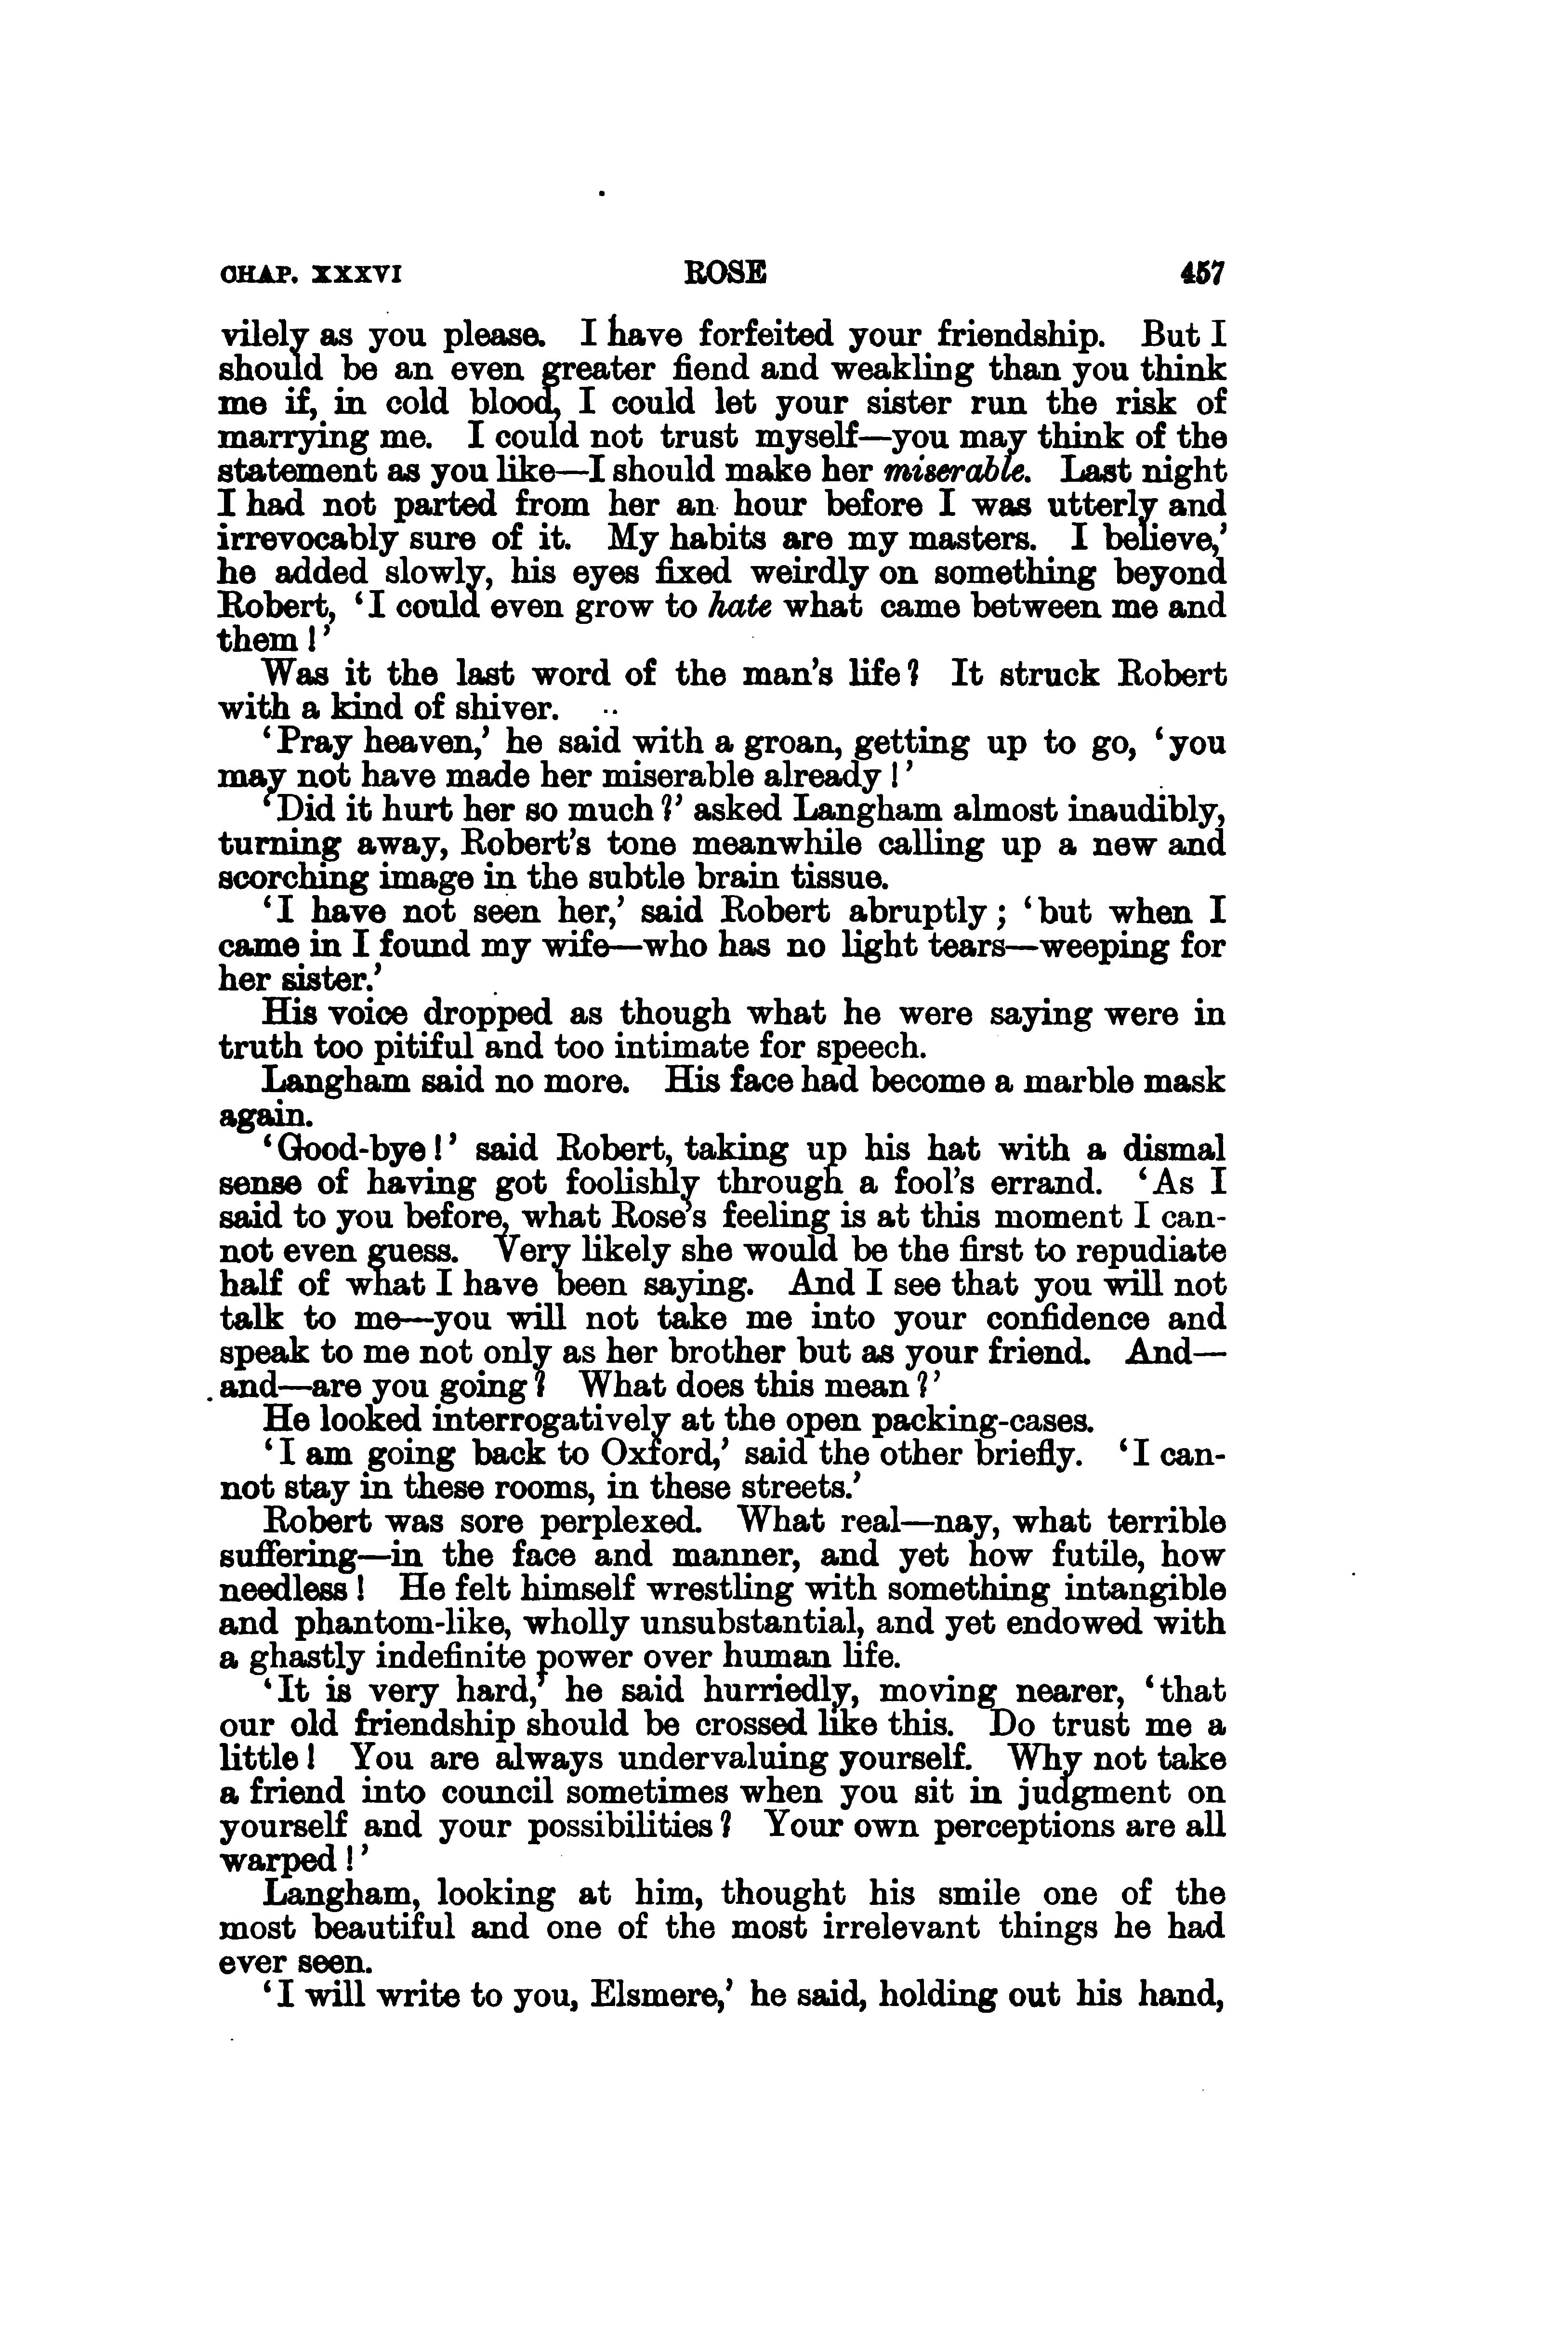 CHAP. XXXVI ROSE 457
vilely as you please. I have forfeited your friendship. But I
should be an even greater fiend and weakling than you think
me if, in cold blood, I could let your sister run the risk of
marrying me. I could not trust myself—you may think of the
statement as you like—I should make her miserable. Last night
I had not parted from her an hour before I was utterly and
irrevocably sure of it. My habits are my masters. I believe,’
he added slowly, his eyes fixed weirdly on something beyond
Robert, ‘I could even grow to hate what came between me and
them!’
Was it the last word of the man’s life? It struck Robert
with a kind of shiver.
‘Pray heaven,’ he said with a groan, getting up to go, ‘you
may not have made her miserable already!’
‘Did it hurt her so much?’ asked Langham almost inaudibly,
turning away, Robert’s tone meanwhile calling up a new and
scorching image in the subtle brain tissue.
‘I have not seen her,’ said Robert abruptly; ‘but when I
came in I found my wife—who has no light tears—weeping for
her sister.’
His voice dropped as though what he were saying were in
truth too pitiful and too intimate for speech.
Langham said no more. His face had become a marble mask
again.
‘Good-bye!’ said Robert, taking up his hat with a dismal
sense of having got foolishly through a fool’s errand. ‘As I
said to you before, what Rose’s feeling is at this moment I can-
not even guess. Very likely she would be the first to repudiate
half of what I have been saying. And I see that you will not
talk to me—you will not take me into your confidence and
speak to me not only as her brother but as your friend. And—
and—are you going? What does this mean?’
He looked interrogatively at the open packing-cases.
‘I am going back to Oxford,’ said the other briefly. ‘I can-
not stay in these rooms, in these streets.’
Robert was sore perplexed. What real—nay, what terrible
suffering—in the face and manner, and yet how futile, how
needless! He felt himself wrestling with something intangible
and phantom-like, wholly unsubstantial, and yet endowed with
a ghastly indefinite power over human life.
‘It is very hard,’ he said hurriedly, moving nearer, ‘that
our old friendship should be crossed like this. Do trust me a
little! You are always undervaluing yourself. Why not take
a friend into council sometimes when you sit in judgment on
yourself and your possibilities? Your own perceptions are all
warped!’
Langham, looking at him, thought his smile one of the
most beautiful and one of the most irrelevant things he had
ever seen.
‘I will write to you, Elsmere,’ he said, holding out his hand,